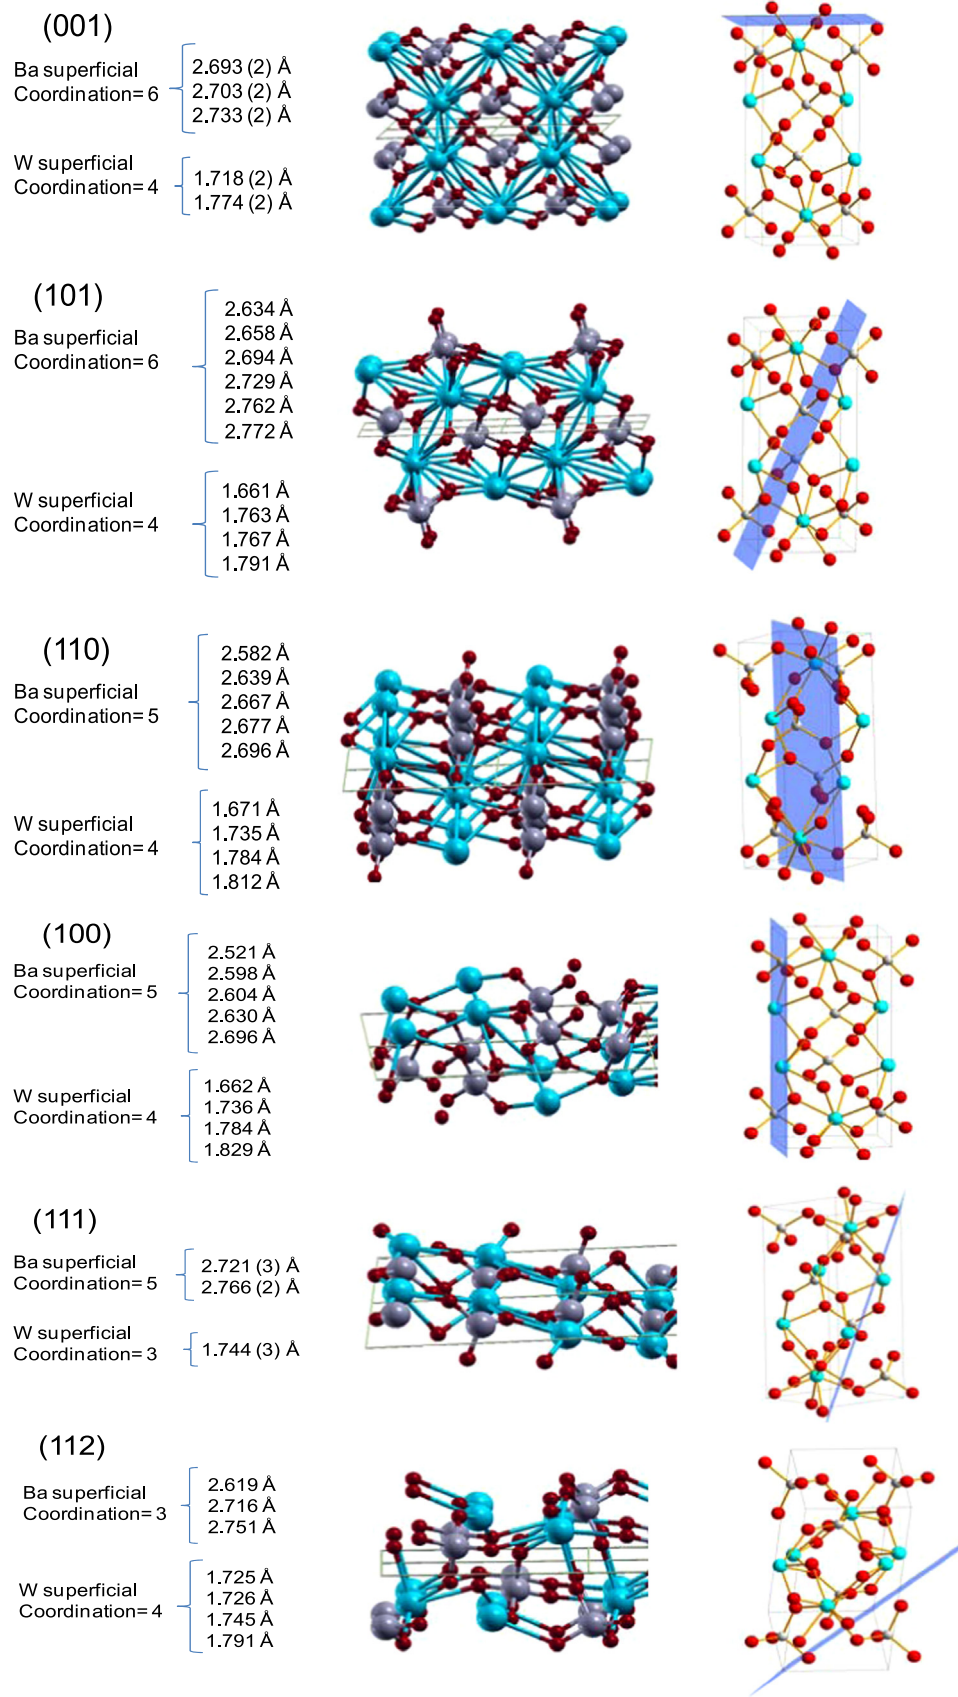 (001)
Ba superficial
Coordination= 6
2.693 (2) Å
2.703 (2) Å
2.733 (2) Å
W superficial
Coordination= 4
1.718 (2) Å
1.774 (2) Å
(101)
Ba superficial
Coordination= 6
2.634 Å
2.658 Å
2.694 Å
2.729 Å
2.762 Å
2.772 Å
W superficial
Coordination= 4
1.661 Å
1.763 Å
1.767 Å
1.791 Å
(110)
Ba superficial
Coordination= 5
2.582 Å
2.639 Å
2.667 Å
2.677 Å
2.696 Å
W superficial
Coordination= 4
1.671 Å
1.735 Å
1.784 Å
1.812 Å
(100)
Ba superficial
Coordination= 5
2.521 Å
2.598 Å
2.604 Å
2.630 Å
2.696 Å
W superficial
Coordination= 4
1.662 Å
1.736 Å
1.784 Å
1.829 Å
(111)
Ba superficial
Coordination= 5
2.721 (3) Å
2.766 (2) Å
W superficial
Coordination= 3
1.744 (3) Å
(112)
Ba superficial
Coordination= 3
2.619 Å
2.716 Å
2.751 Å
W superficial
Coordination= 4
1.725 Å
1.726 Å
1.745 Å
1.791 Å